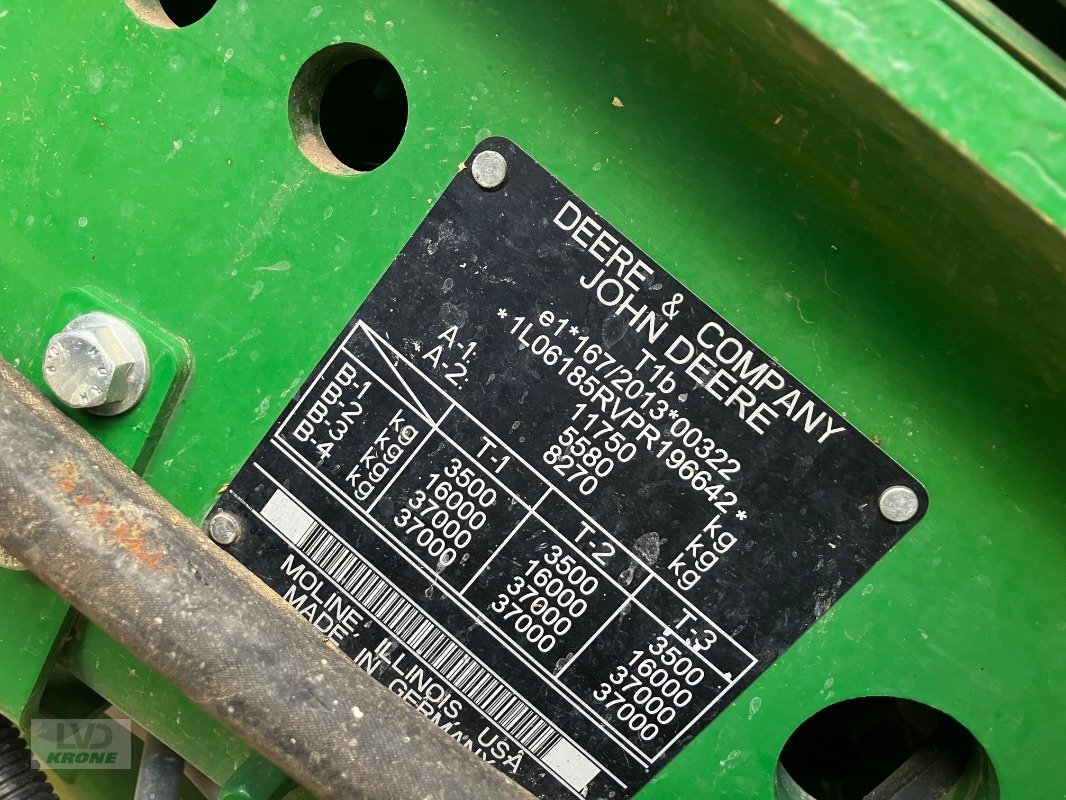 DEERE & COMPANY
JOHN DEERE
T1b
e1*167/2013*00322
*1L06185RVPR196642*
11750 kg
A-1. 5580 kg
A-2. 8270 kg
T-1 T-2 T-3
B-1 kg 3500 3500 3500
B-2 kg 16000 16000 16000
B-3 kg 37000 37000 37000
B-4 kg 37000 37000 37000
MOLINE, ILLINOIS USA
MADE IN GERMANY
LVD
KRONE